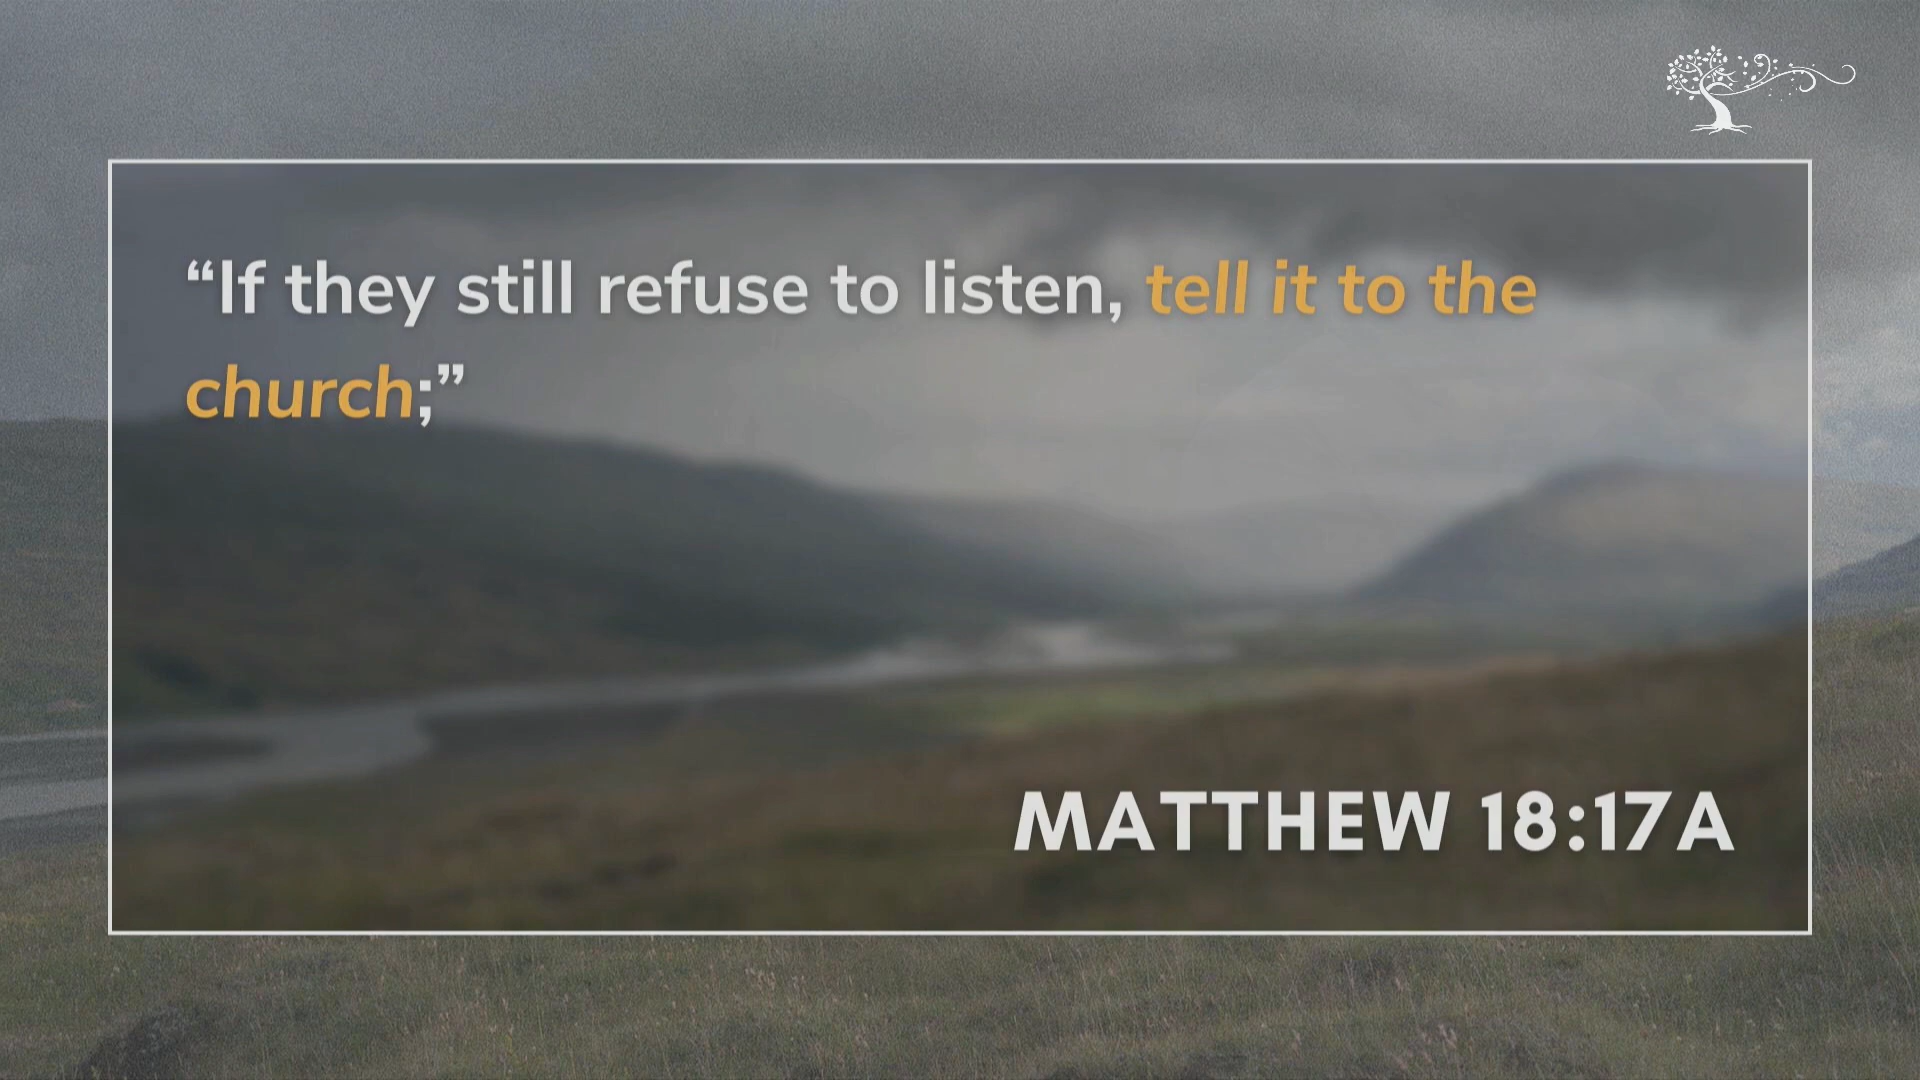 “If they still refuse to listen, tell it to the
church;”
MATTHEW 18:17A